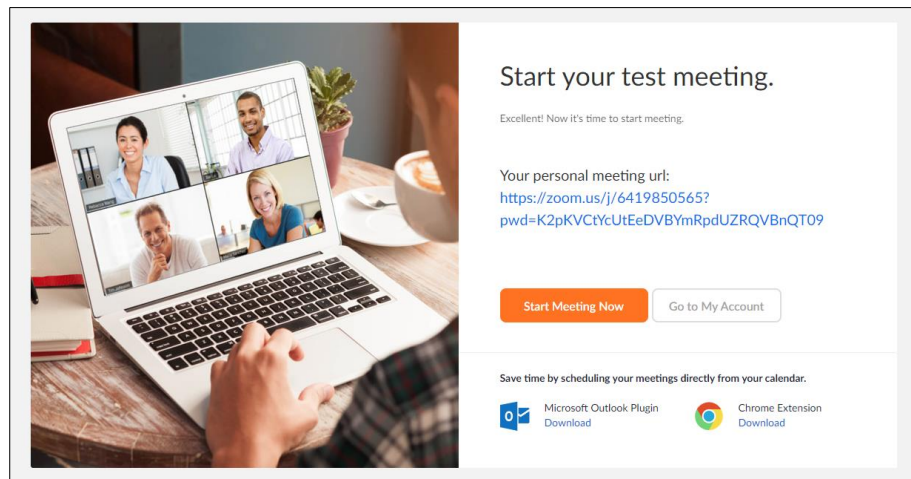 Start your test meeting.
Excellent! Now it's time to start meeting.
Your personal meeting url:
https://zoom.us/j/6419850565?
pwd=K2pKVCtYcUtEeDVBYmRpdUZRQVBnQT09
Start Meeting Now
Go to My Account
Save time by scheduling your meetings directly from your calendar.
Microsoft Outlook Plugin
Download
Chrome Extension
Download